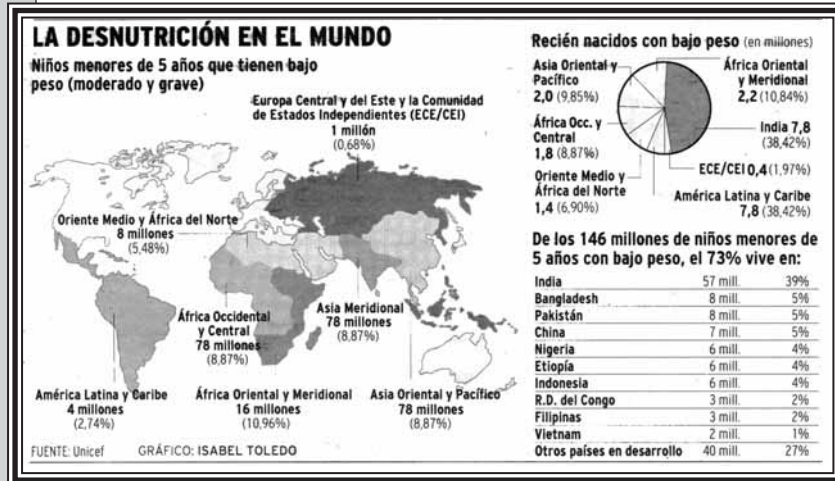 LA DESNUTRICIÓN EN EL MUNDO
Niños menores de 5 años que tienen bajo
peso (moderado y grave)
Europa Central y del Este y la Comunidad
de Estados Independientes (ECE/CEI)
1 millón
(0,68%)
Oriente Medio y África del Norte
8 millones
(5,48%)
África Occidental
y Central
78 millones
(8,87%)
Asia Meridional
78 millones
(8,87%)
América Latina y Caribe
4 millones
(2,74%)
África Oriental y Meridional
16 millones
(10,96%)
Asia Oriental y Pacífico
78 millones
(8,87%)
FUENTE: Unicef GRÁFICO: ISABEL TOLEDO
Recién nacidos con bajo peso (en millones)
Asia Oriental y
Pacífico
2,0 (9,85%)
África Occ. y
Central
1,8 (8,87%)
Oriente Medio y
África del Norte
1,4 (6,90%)
África Oriental
y Meridional
2,2 (10,84%)
India 7,8
(38,42%)
ECE/CEI 0,4 (1,97%)
América Latina y Caribe
7,8 (38,42%)
De los 146 millones de niños menores de
5 años con bajo peso, el 73% vive en:
India 57 mill. 39%
Bangladesh 8 mill. 5%
Pakistán 8 mill. 5%
China 7 mill. 5%
Nigeria 6 mill. 4%
Etiopía 6 mill. 4%
Indonesia 6 mill. 4%
R.D. del Congo 3 mill. 2%
Filipinas 3 mill. 2%
Vietnam 2 mill. 1%
Otros países en desarrollo 40 mill. 27%